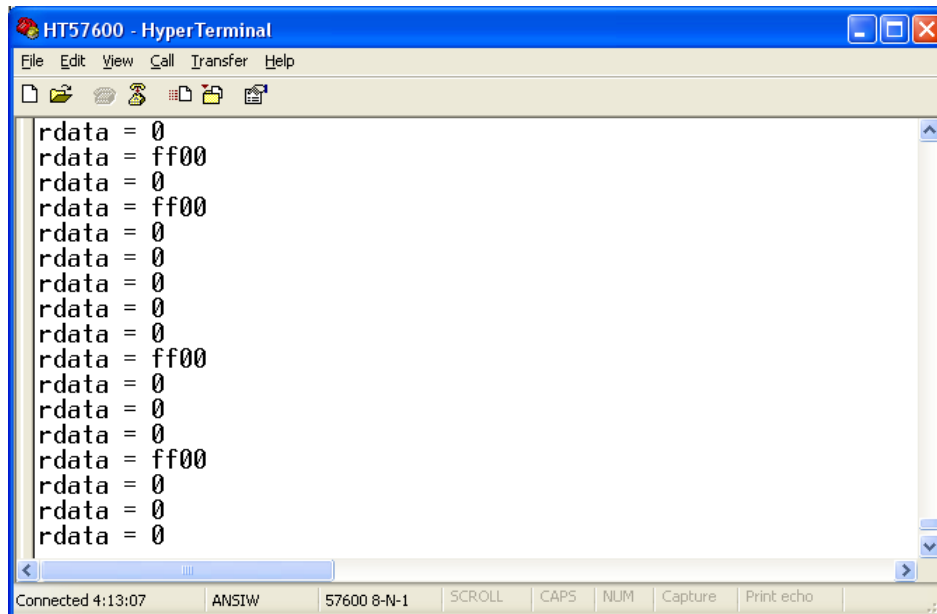 HT57600 - HyperTerminal
File Edit View Call Transfer Help
rdata = 0
rdata = ff00
rdata = 0
rdata = ff00
rdata = 0
rdata = 0
rdata = 0
rdata = 0
rdata = 0
rdata = ff00
rdata = 0
rdata = 0
rdata = 0
rdata = ff00
rdata = 0
rdata = 0
rdata = 0
Connected 4:13:07 ANSIW 57600 8-N-1 SCROLL CAPS NUM Capture Print echo